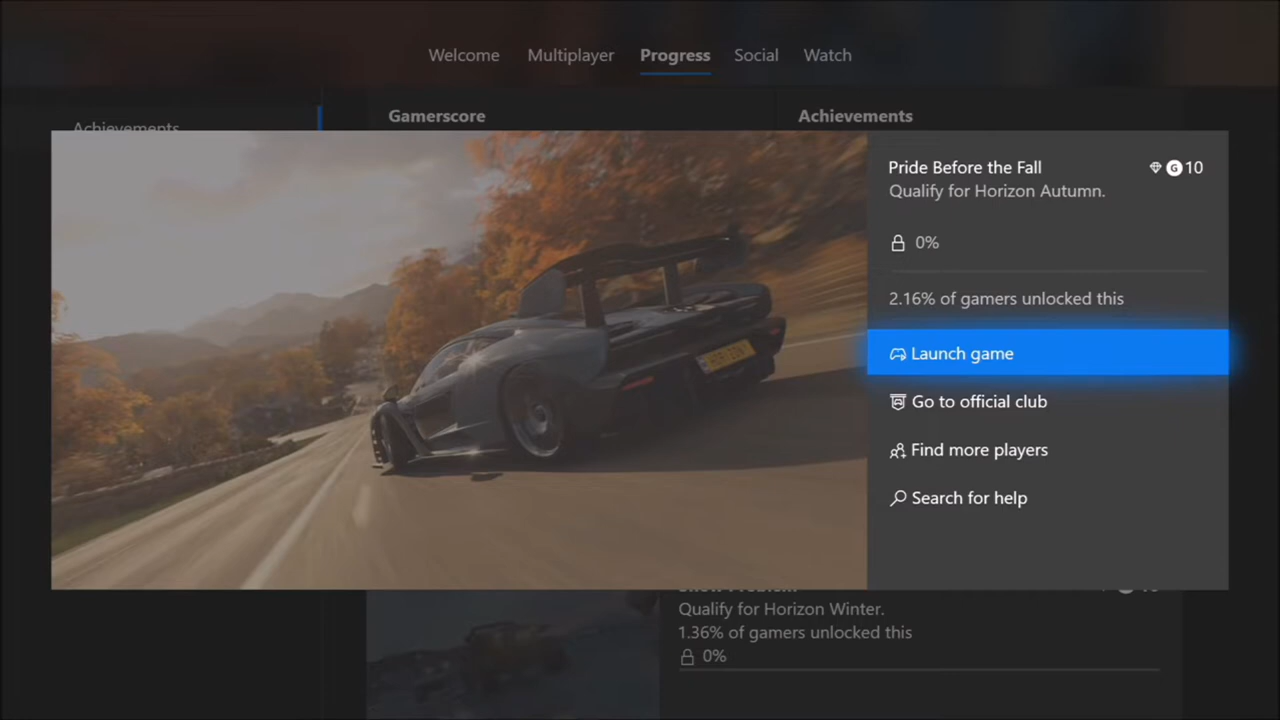 Welcome Multiplayer Progress Social Watch
Achievements
Gamerscore
Achievements
Pride Before the Fall
G 10
Qualify for Horizon Autumn.
0%
2.16% of gamers unlocked this
Launch game
Go to official club
Find more players
Search for help
Qualify for Horizon Winter.
1.36% of gamers unlocked this
0%